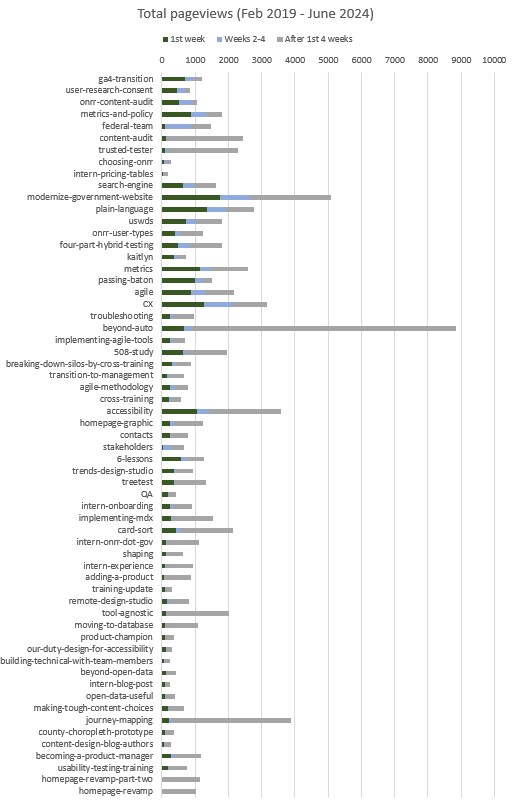 Total pageviews (Feb 2019 - June 2024)
1st week Weeks 2-4 After 1st 4 weeks
0 1000 2000 3000 4000 5000 6000 7000 8000 9000 10000
ga4-transition
user-research-consent
onrr-content-audit
metrics-and-policy
federal-team
content-audit
trusted-tester
choosing-onrr
intern-pricing-tables
search-engine
modernize-government-website
plain-language
uswds
onrr-user-types
four-part-hybrid-testing
kaitlyn
metrics
passing-baton
agile
CX
troubleshooting
beyond-auto
implementing-agile-tools
508-study
breaking-down-silos-by-cross-training
transition-to-management
agile-methodology
cross-training
accessibility
homepage-graphic
contacts
stakeholders
6-lessons
trends-design-studio
treetest
QA
intern-onboarding
implementing-mdx
card-sort
intern-onrr-dot-gov
shaping
intern-experience
adding-a-product
training-update
remote-design-studio
tool-agnostic
moving-to-database
product-champion
our-duty-design-for-accessibility
building-technical-with-team-members
beyond-open-data
intern-blog-post
open-data-useful
making-tough-content-choices
journey-mapping
county-choropleth-prototype
content-design-blog-authors
becoming-a-product-manager
usability-testing-training
homepage-revamp-part-two
homepage-revamp